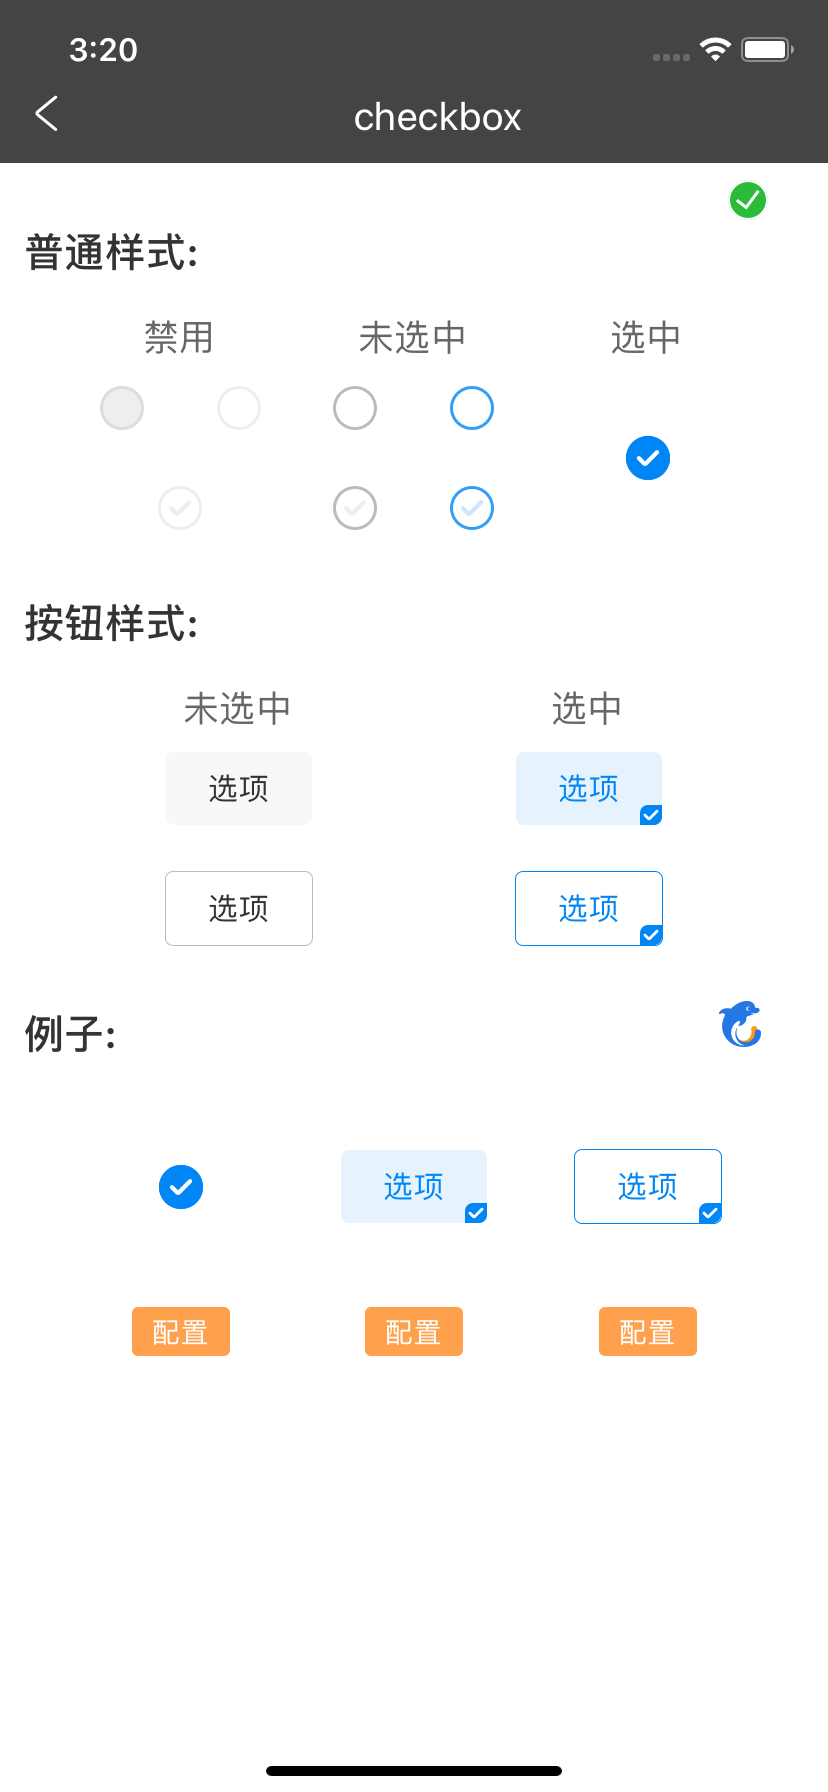 3:20
checkbox
普通样式:
禁用 未选中 选中
按钮样式:
未选中 选中
选项 选项
选项 选项
例子:
选项 选项
配置 配置 配置